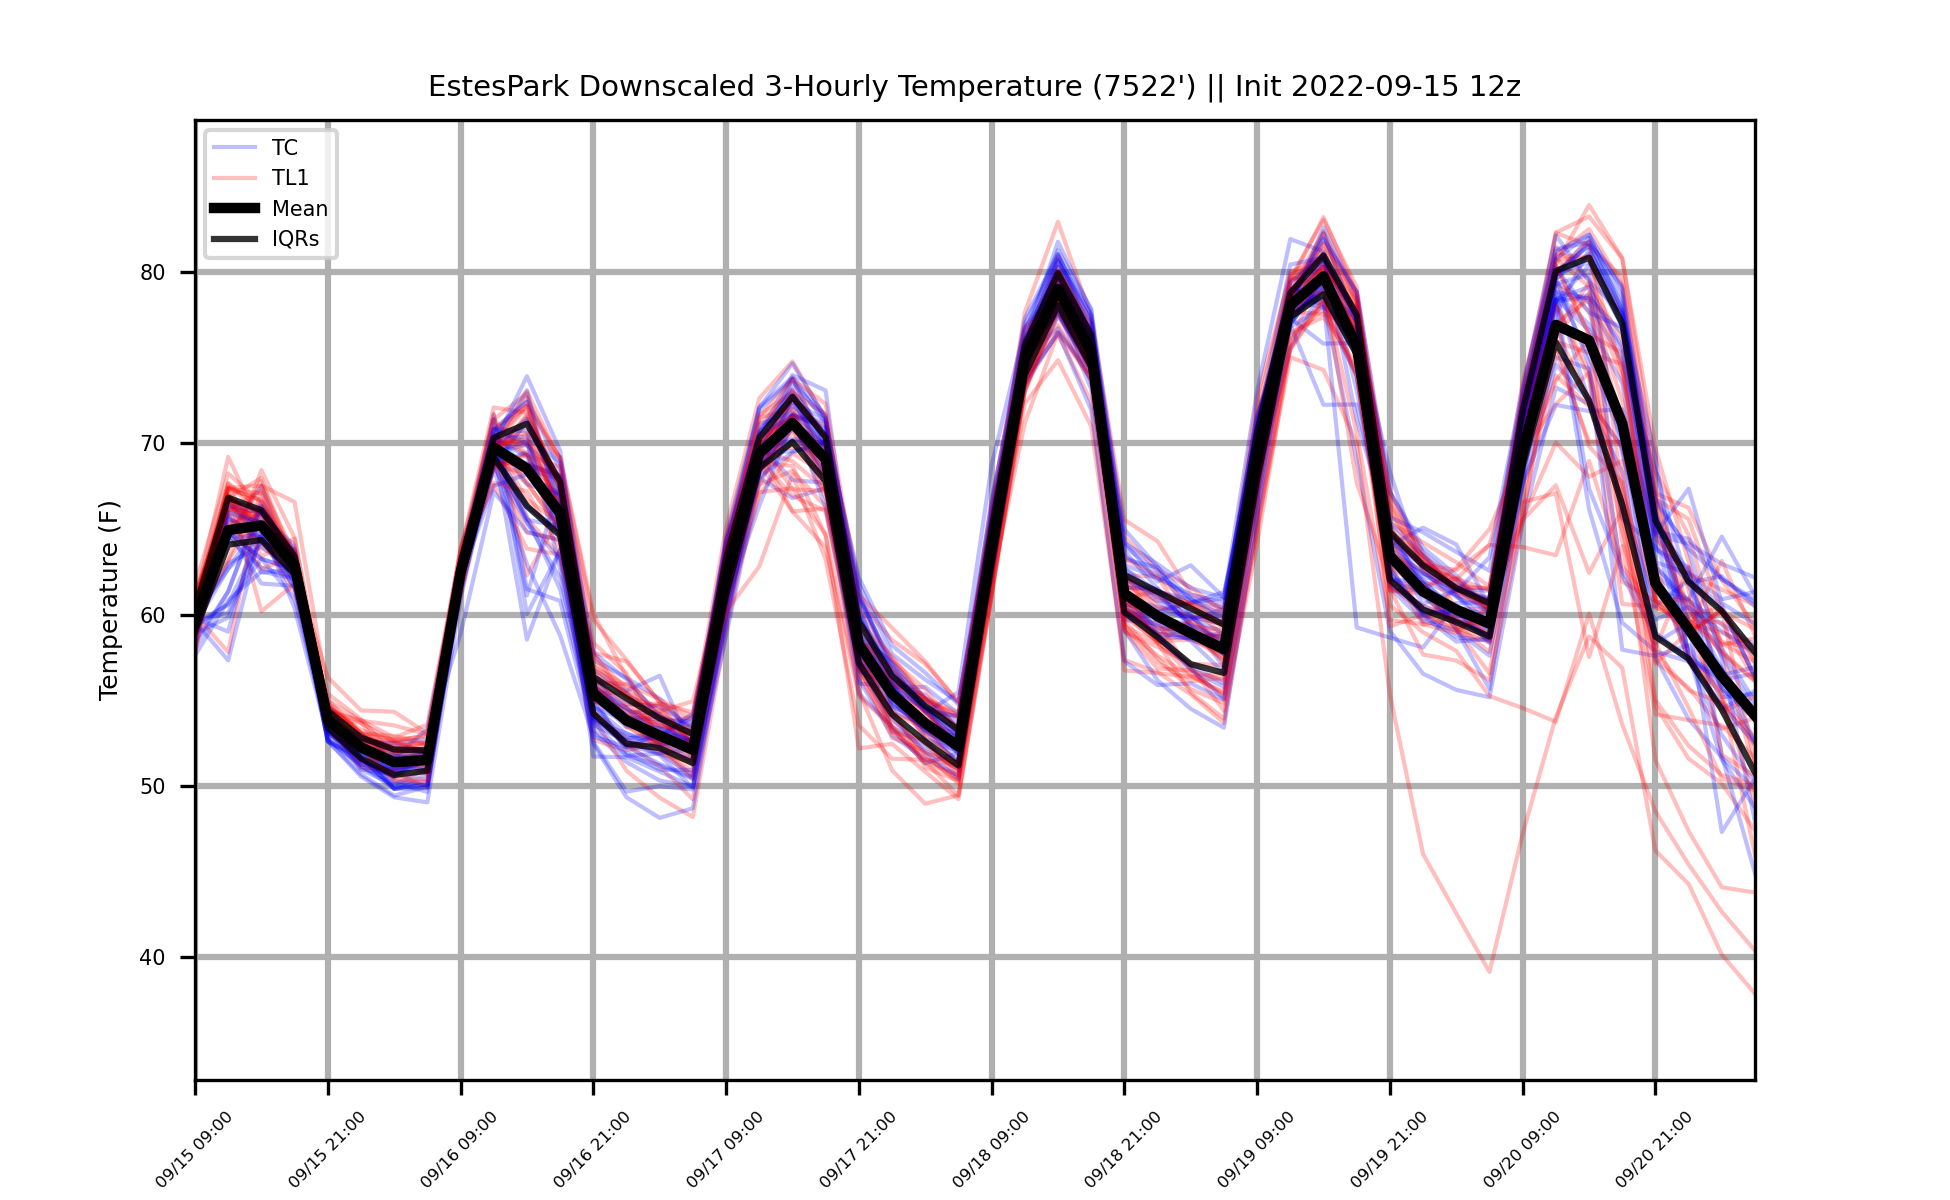 EstesPark Downscaled 3-Hourly Temperature (7522') || Init 2022-09-15 12z
TC
TL1
Mean
IQRs
Temperature (F)
80
70
60
50
40
09/15 09:00
09/15 21:00
09/16 09:00
09/16 21:00
09/17 09:00
09/17 21:00
09/18 09:00
09/18 21:00
09/19 09:00
09/19 21:00
09/20 09:00
09/20 21:00